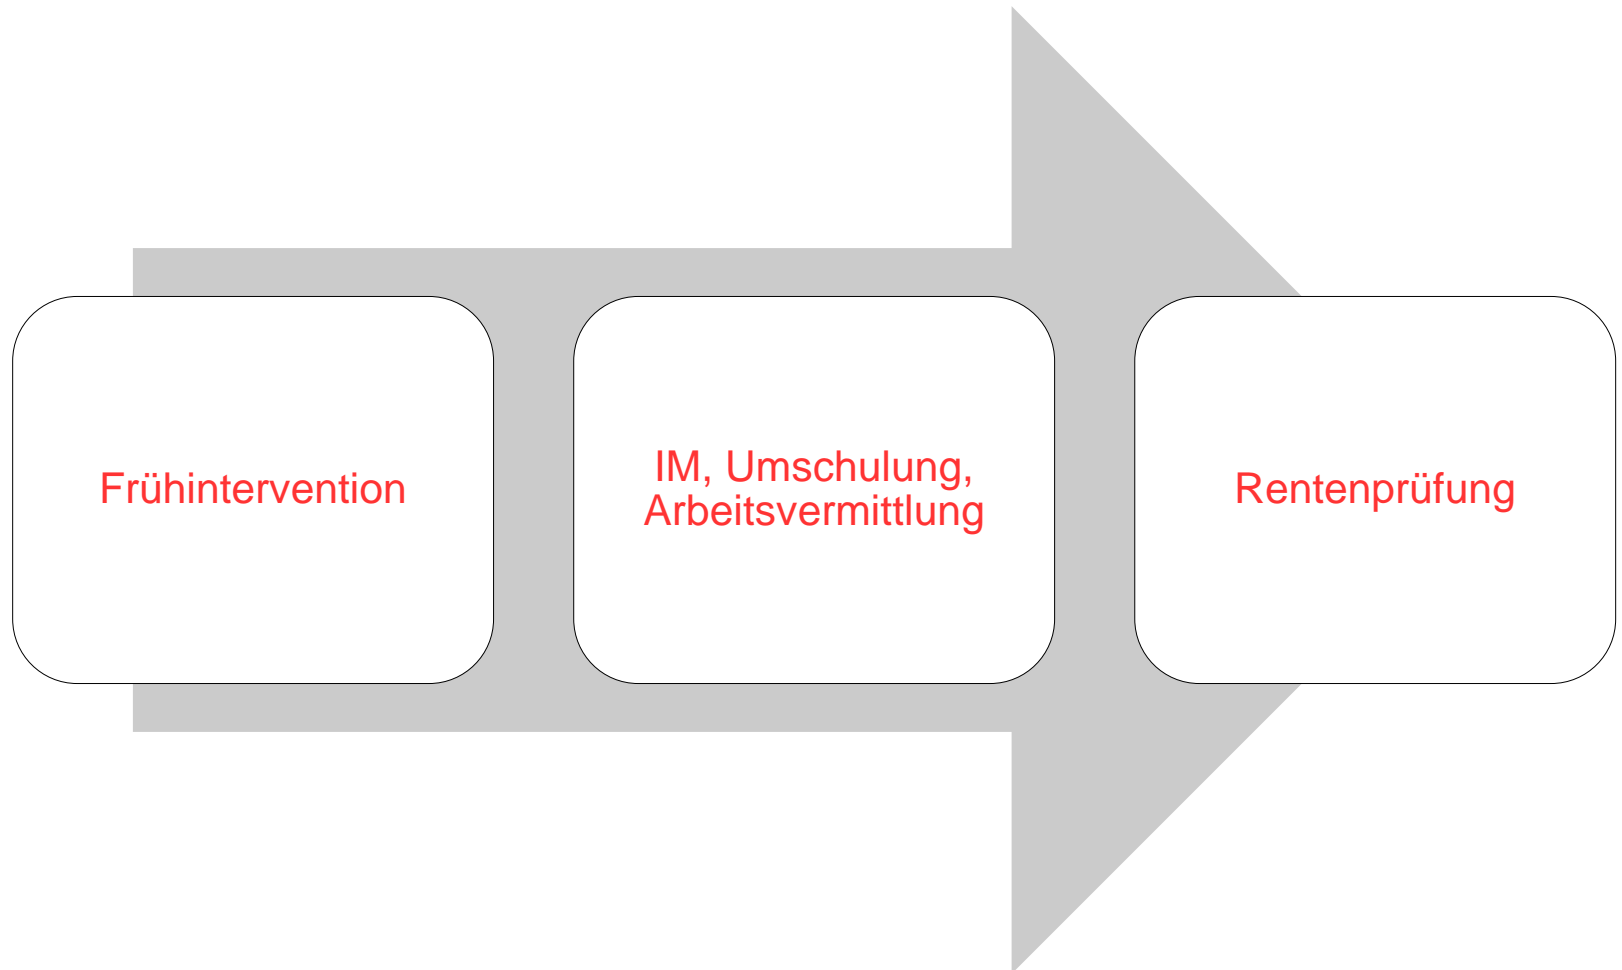 Frühintervention
IM, Umschulung,
Arbeitsvermittlung
Rentenprüfung